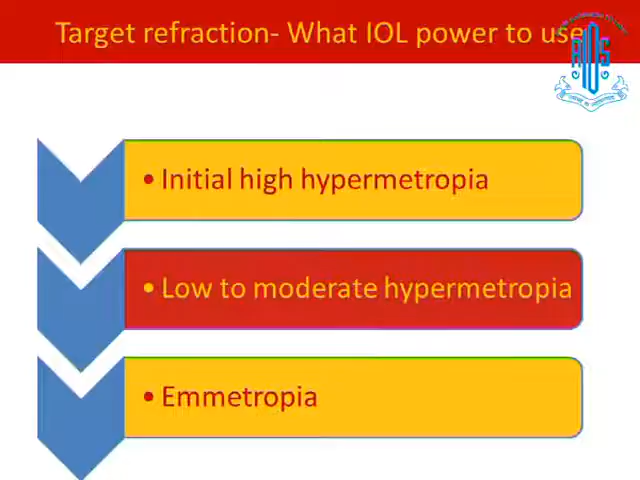 Target refraction- What IOL power to use
• Initial high hypermetropia
• Low to moderate hypermetropia
• Emmetropia